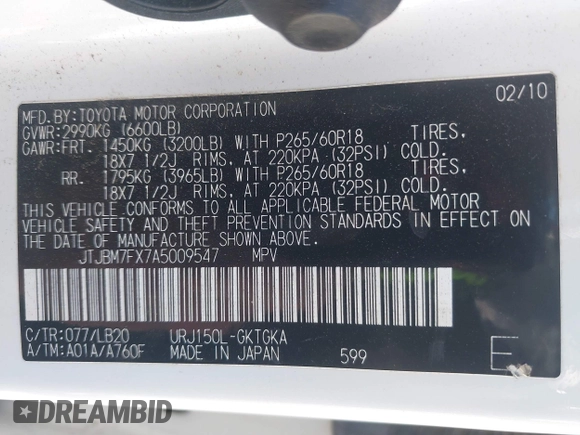 MFD.BY:TOYOTA MOTOR CORPORATION 02/10
GVWR:2990KG (6600LB)
GAWR:FRT. 1450KG (3200LB) WITH P265/60R18 TIRES,
18X7 1/2J RIMS, AT 220KPA (32PSI) COLD.
RR. 1795KG (3965LB) WITH P265/60R18 TIRES,
18X7 1/2J RIMS, AT 220KPA (32PSI) COLD.
THIS VEHICLE CONFORMS TO ALL APPLICABLE FEDERAL MOTOR
VEHICLE SAFETY AND THEFT PREVENTION STANDARDS IN EFFECT ON
THE DATE OF MANUFACTURE SHOWN ABOVE.
JTJBM7FX7A5009547 MPV
C/TR:077/LB20 URJ150L-GKTGKA
A/TM:A01A/A760F MADE IN JAPAN 599 E
DREAMBID